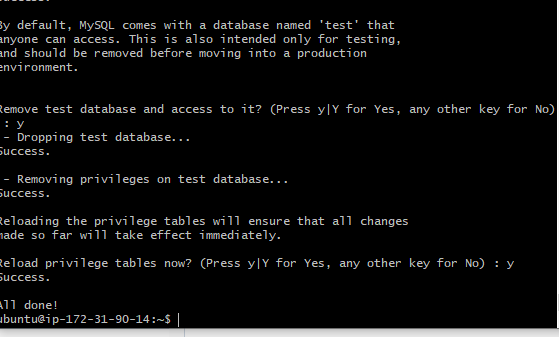 Success.
By default, MySQL comes with a database named 'test' that
anyone can access. This is also intended only for testing,
and should be removed before moving into a production
environment.
Remove test database and access to it? (Press y|Y for Yes, any other key for No)
: y
- Dropping test database...
Success.
- Removing privileges on test database...
Success.
Reloading the privilege tables will ensure that all changes
made so far will take effect immediately.
Reload privilege tables now? (Press y|Y for Yes, any other key for No) : y
Success.
All done!
ubuntu@ip-172-31-90-14:~$